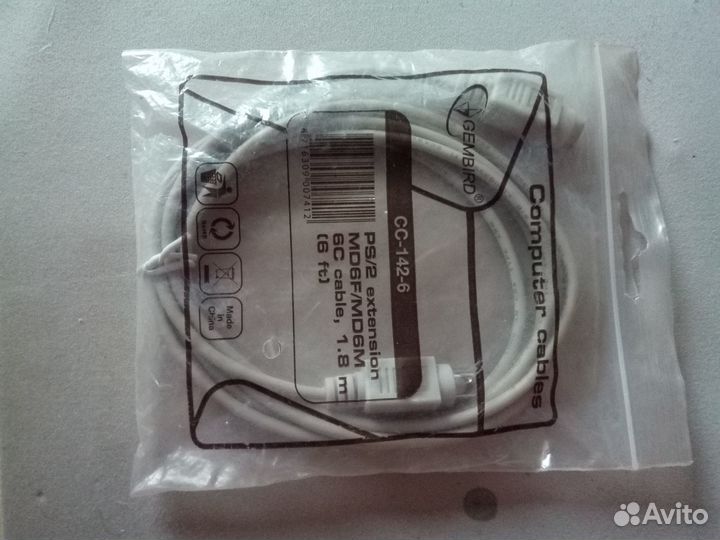 GEMBIRD®
Computer cables
CC-142-6
PS/2 extension
MD6F/MD6M
6C cable, 1.8 m
(6 ft)
4716309007412
Made
in
China
Avito